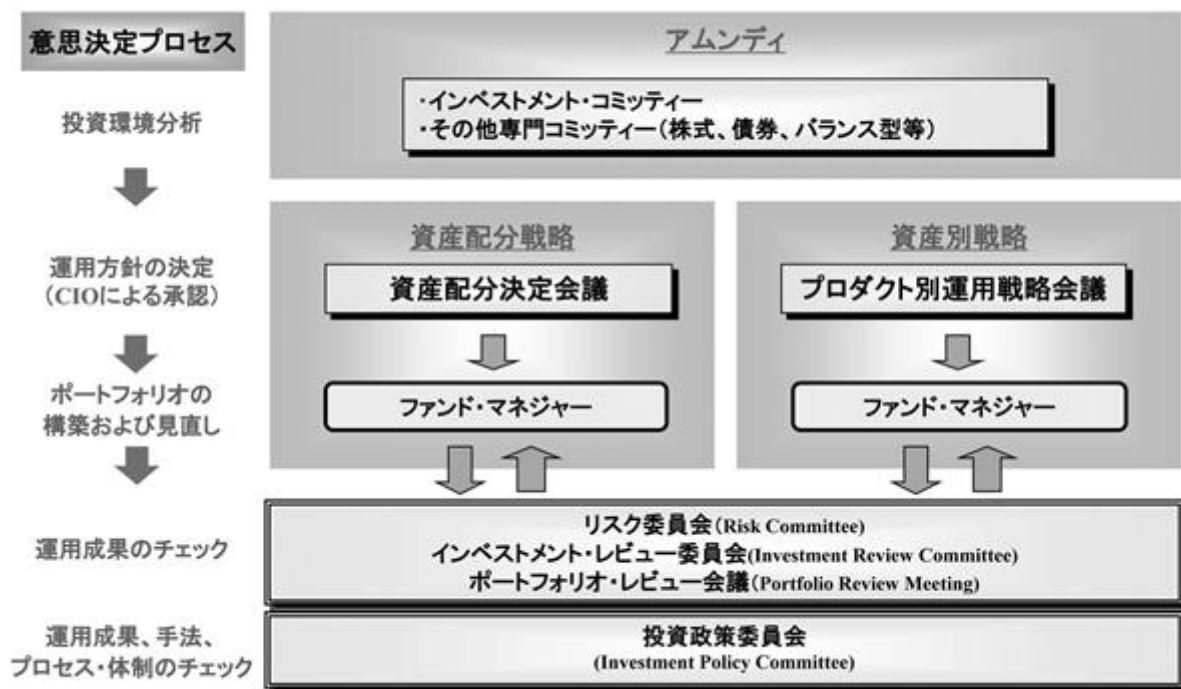 意思決定プロセス
アムンディ
・インベストメント・コミッティー
・その他専門コミッティー(株式、債券、バランス型等)
投資環境分析
資産配分戦略
資産別戦略
運用方針の決定
(CIOによる承認)
資産配分決定会議
プロダクト別運用戦略会議
ポートフォリオの
構築および見直し
ファンド・マネジャー
ファンド・マネジャー
運用成果のチェック
リスク委員会(Risk Committee)
インベストメント・レビュー委員会(Investment Review Committee)
ポートフォリオ・レビュー会議(Portfolio Review Meeting)
運用成果、手法、
プロセス・体制のチェック
投資政策委員会
(Investment Policy Committee)